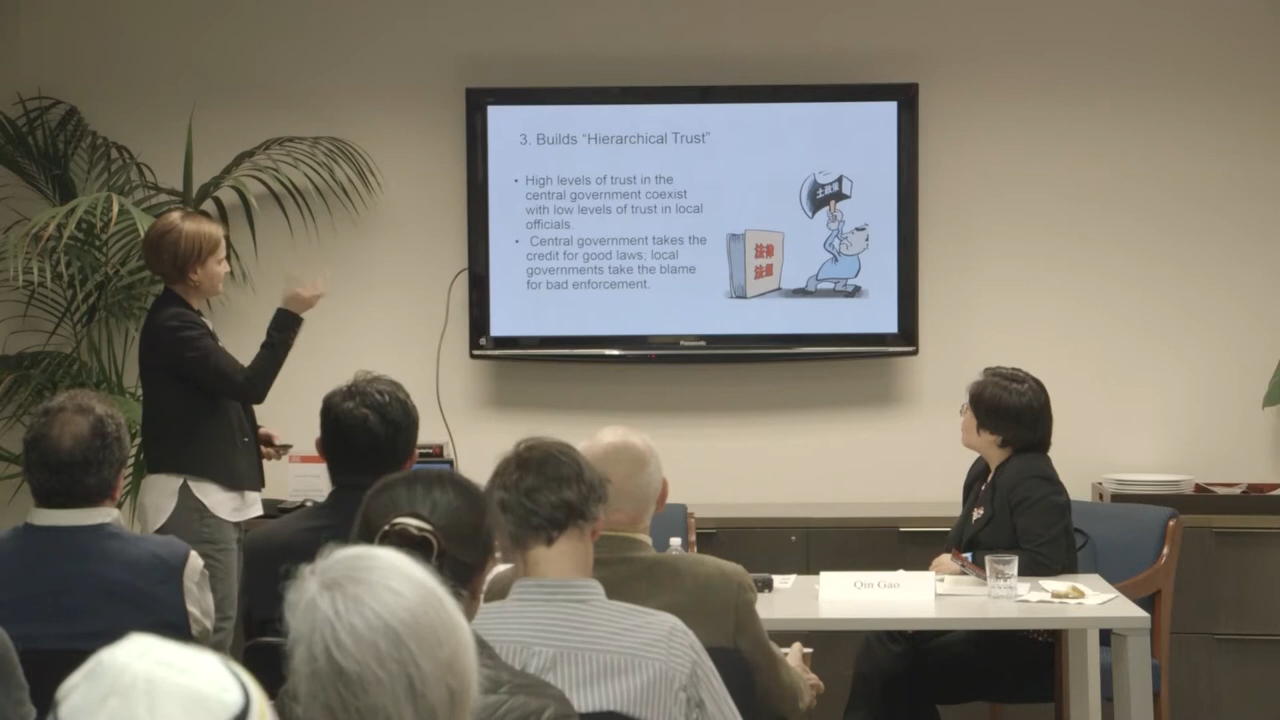 3. Builds “Hierarchical Trust”
• High levels of trust in the
central government coexist
with low levels of trust in local
officials.
• Central government takes the
credit for good laws; local
governments take the blame
for bad enforcement.
土政策
法律
法规
Panasonic
Qin Gao